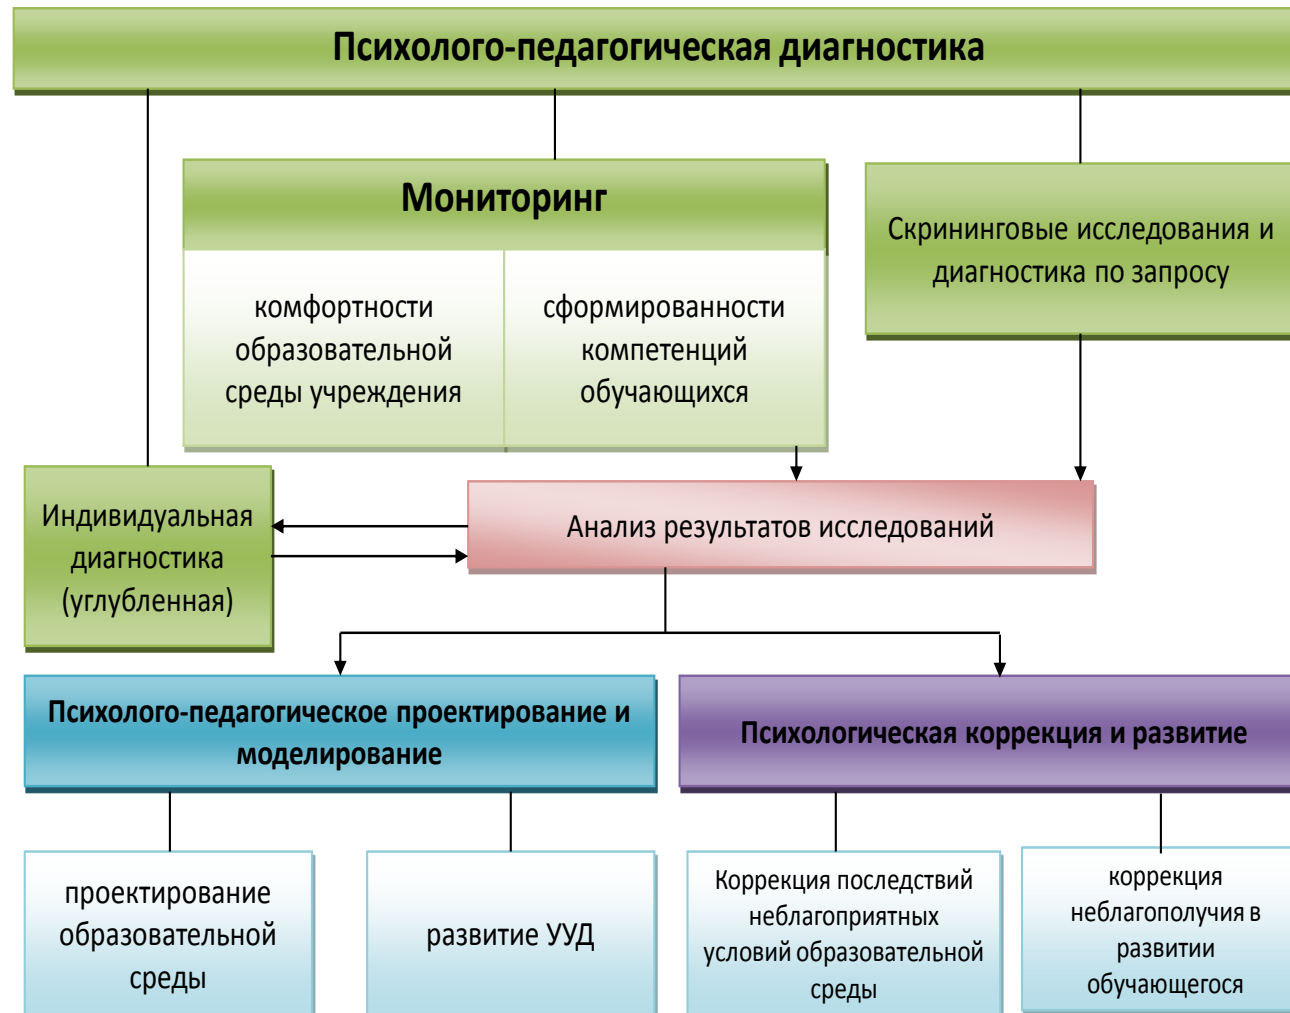 Психолого-педагогическая диагностика
Мониторинг
комфортности
образовательной
среды учреждения
сформированности
компетенций
обучающихся
Скрининговые исследования и
диагностика по запросу
Индивидуальная
диагностика
(углубленная)
Анализ результатов исследований
Психолого-педагогическое проектирование и
моделирование
Психологическая коррекция и развитие
проектирование
образовательной
среды
развитие УУД
Коррекция последствий
неблагоприятных
условий образовательной
среды
коррекция
неблагополучия в
развитии
обучающегося